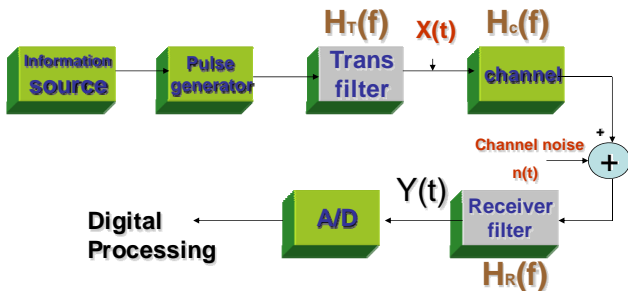 H_T(f)
X(t)
H_c(f)
Information
source
Pulse
generator
Trans
filter
channel
+
Channel noise
n(t)
+
Y(t)
Digital
Processing
A/D
Receiver
filter
H_R(f)